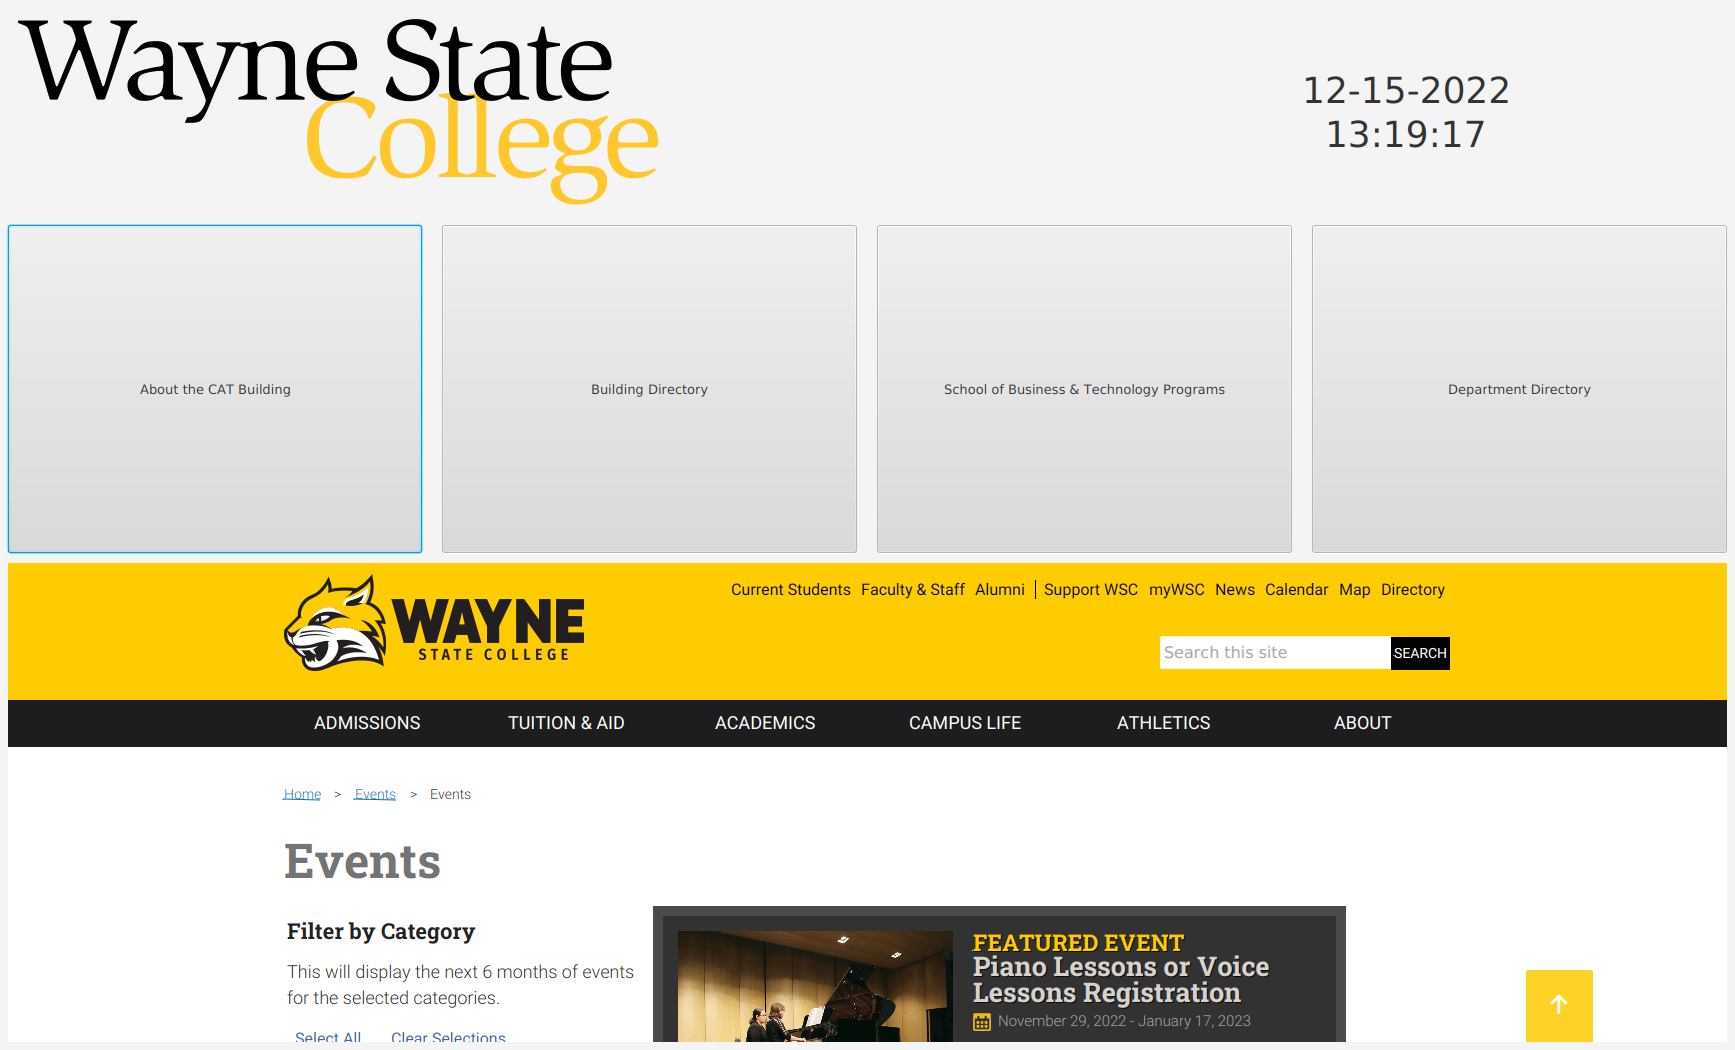 Wayne State
College
12-15-2022
13:19:17
About the CAT Building
Building Directory
School of Business & Technology Programs
Department Directory
WAYNE
STATE COLLEGE
Current Students Faculty & Staff Alumni Support WSC myWSC News Calendar Map Directory
Search this site SEARCH
ADMISSIONS TUITION & AID ACADEMICS CAMPUS LIFE ATHLETICS ABOUT
Home > Events > Events
Events
Filter by Category
This will display the next 6 months of events
for the selected categories.
Select All Clear Selections
FEATURED EVENT
Piano Lessons or Voice
Lessons Registration
November 29, 2022 - January 17, 2023